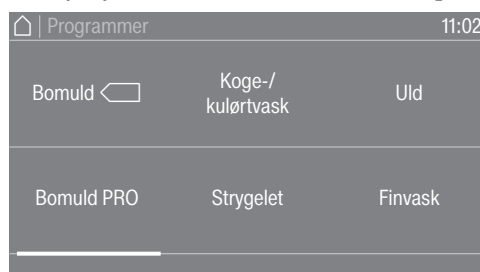 | Programmer 11:02
Bomuld Koge-/ Uld
kulørtvask
Bomuld PRO Strygelet Finvask